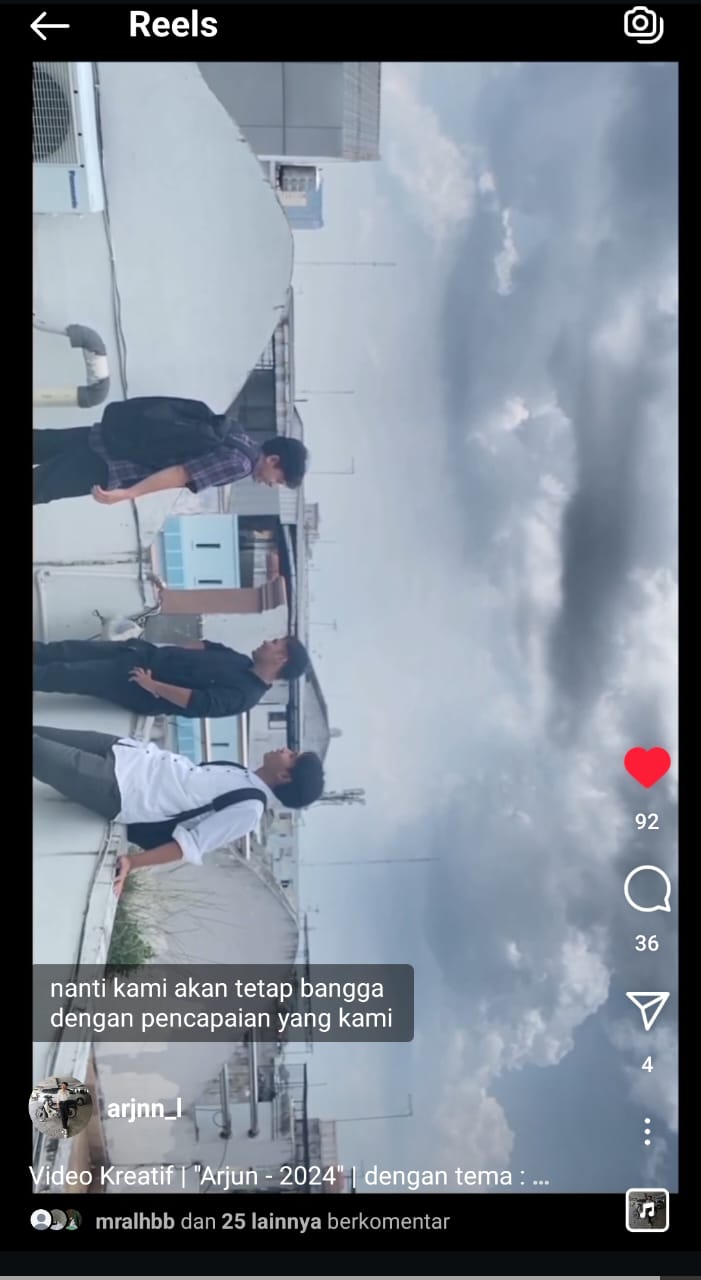 Reels
92
36
4
nanti kami akan tetap bangga
dengan pencapaian yang kami
arjnn_l
Video Kreatif | "Arjun - 2024" | dengan tema : ...
mralhbb dan 25 lainnya berkomentar
Panasonic